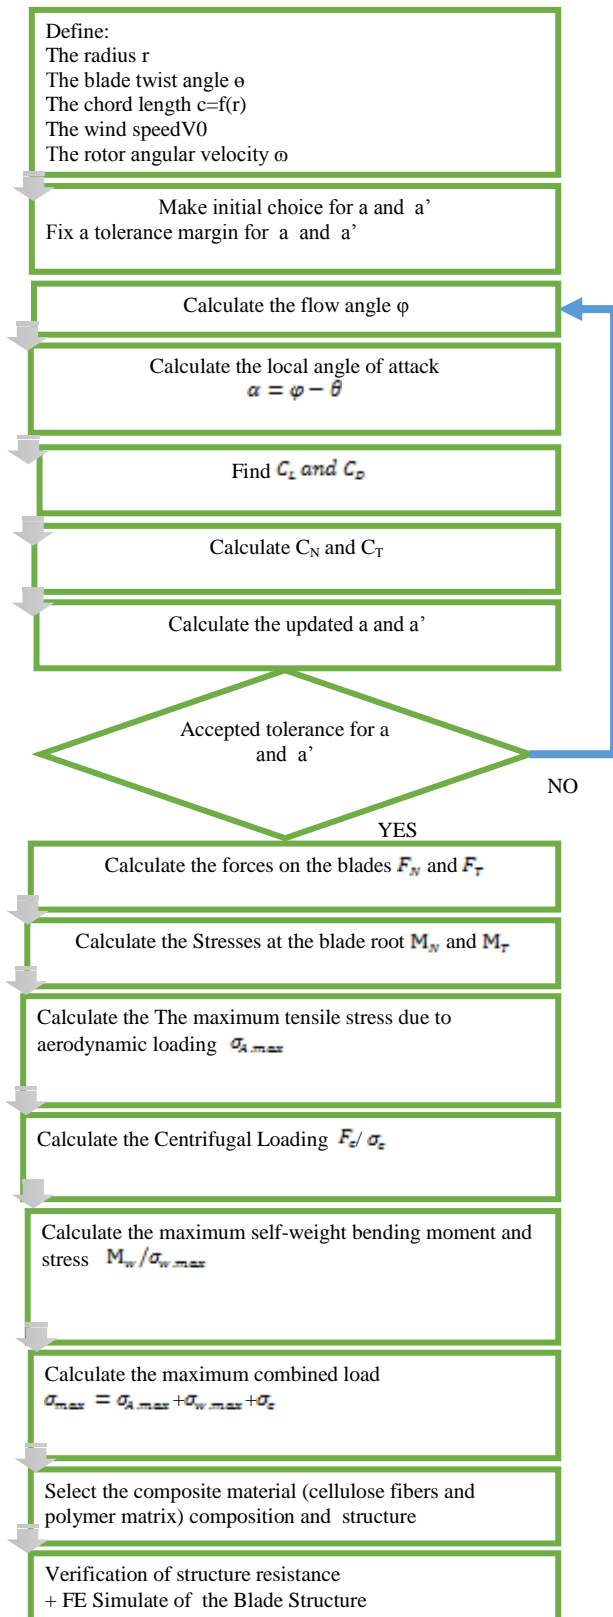 Define:
The radius r
The blade twist angle ɵ
The chord length c=f(r)
The wind speedV0
The rotor angular velocity ω
Make initial choice for a and a’
Fix a tolerance margin for a and a’
Calculate the flow angle φ
Calculate the local angle of attack
α = φ − θ
Find C_L and C_D
Calculate C_N and C_T
Calculate the updated a and a’
Accepted tolerance for a
and a’
NO
YES
Calculate the forces on the blades F_N and F_T
Calculate the Stresses at the blade root M_N and M_T
Calculate the The maximum tensile stress due to
aerodynamic loading σ_A.max
Calculate the Centrifugal Loading F_c/ σ_c
Calculate the maximum self-weight bending moment and
stress M_w/σ_w.max
Calculate the maximum combined load
σ_max = σ_A.max+σ_w.max+σ_c
Select the composite material (cellulose fibers and
polymer matrix) composition and structure
Verification of structure resistance
+ FE Simulate of the Blade Structure